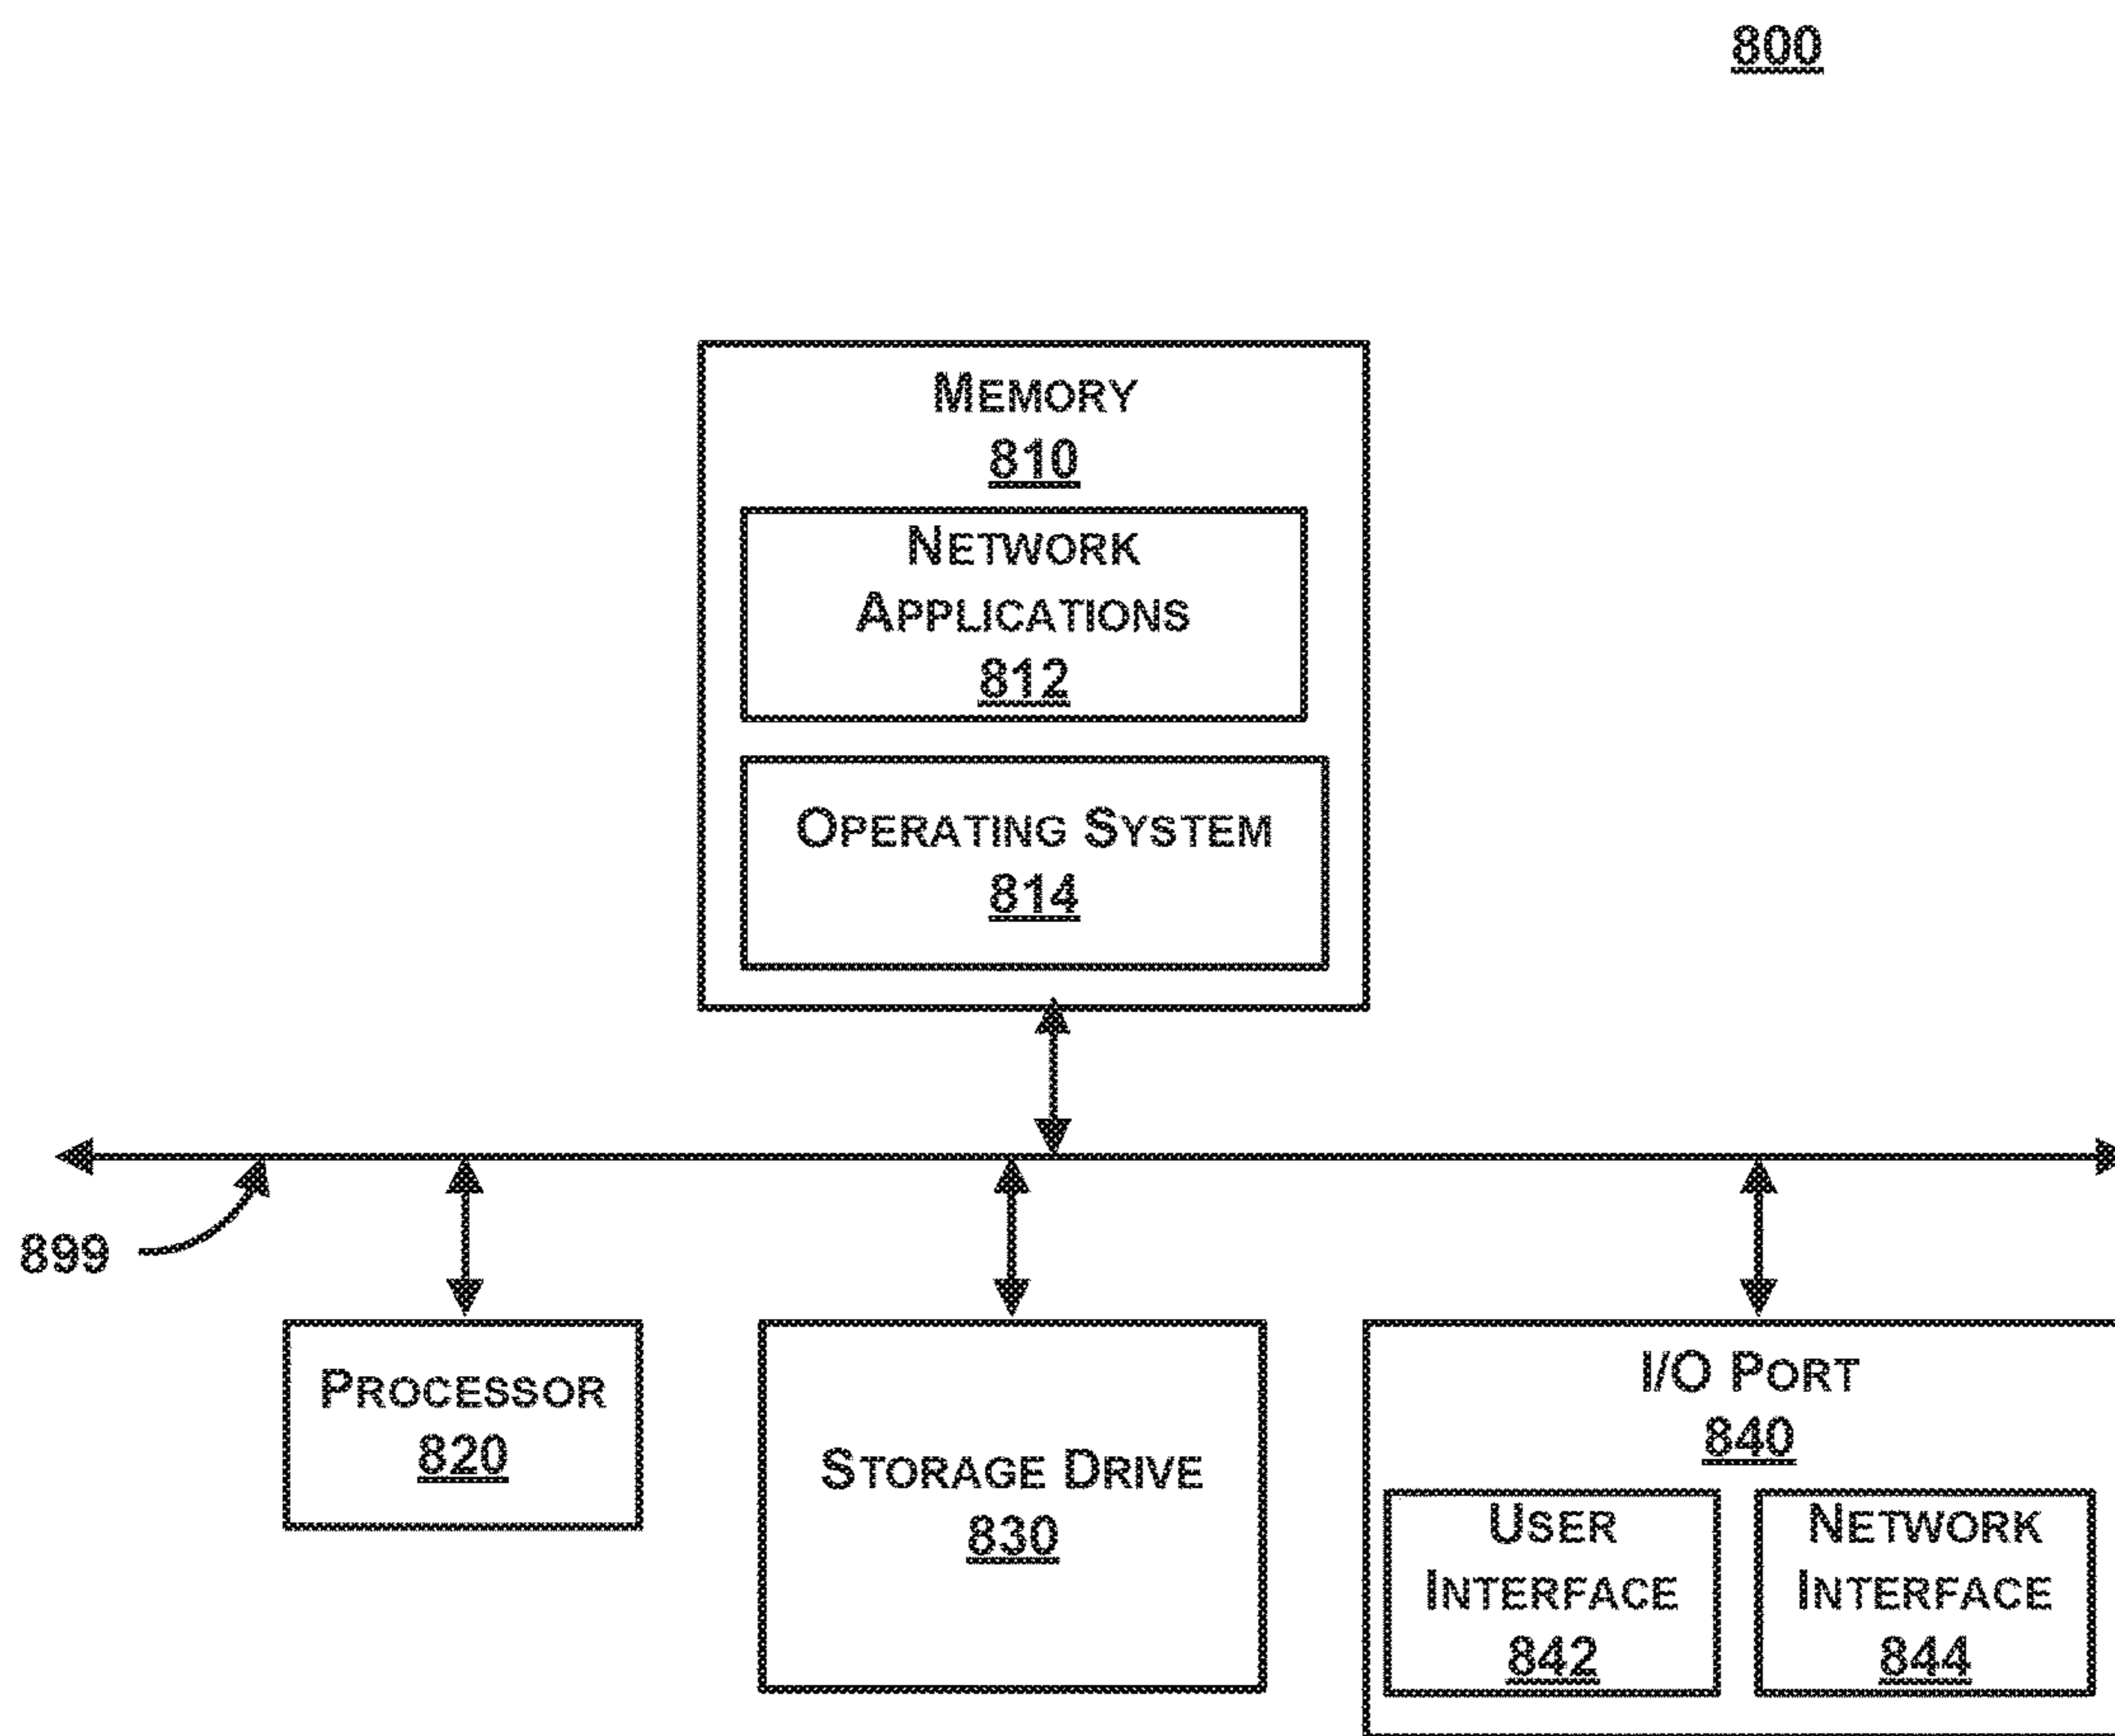 800
MEMORY
810
NETWORK
APPLICATIONS
812
OPERATING SYSTEM
814
899
PROCESSOR
820
STORAGE DRIVE
830
I/O PORT
840
USER
INTERFACE
842
NETWORK
INTERFACE
844